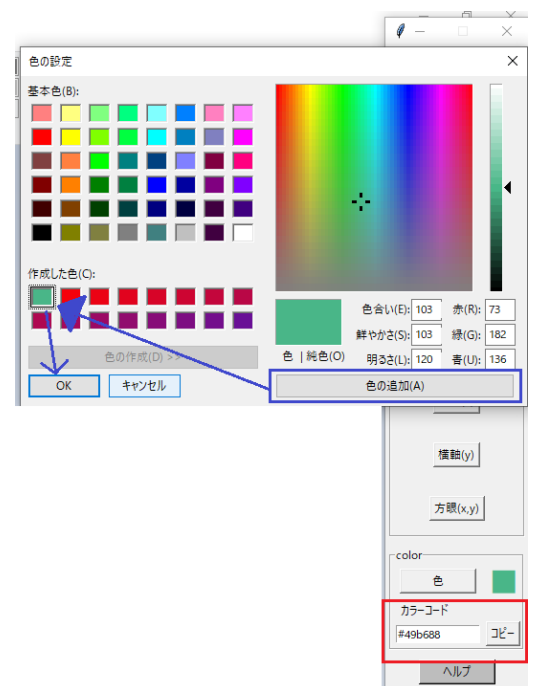 色の設定
基本色(B):
作成した色(C):
色の作成(D) >>
OK
キャンセル
色 | 純色(O)
色合い(E): 103
鮮やかさ(S): 103
明るさ(L): 120
赤(R): 73
緑(G): 182
青(U): 136
色の追加(A)
横軸(y)
方眼(x,y)
color
色
カラーコード
#49b688
コピー
ヘルプ